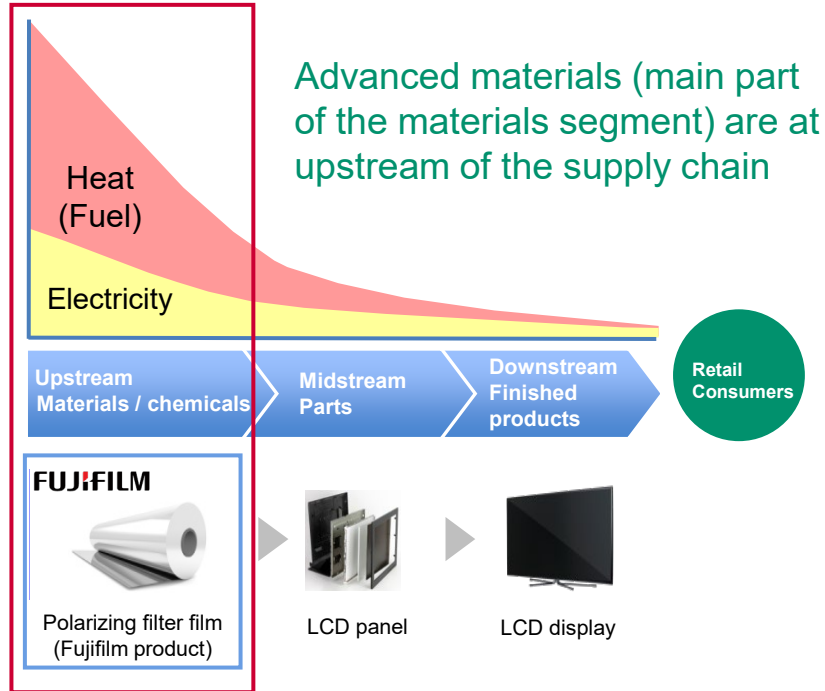 Advanced materials (main part
of the materials segment) are at
upstream of the supply chain
Heat
(Fuel)
Electricity
Upstream
Materials / chemicals
Midstream
Parts
Downstream
Finished
products
Retail
Consumers
FUJIFILM
Polarizing filter film
(Fujifilm product)
LCD panel
LCD display